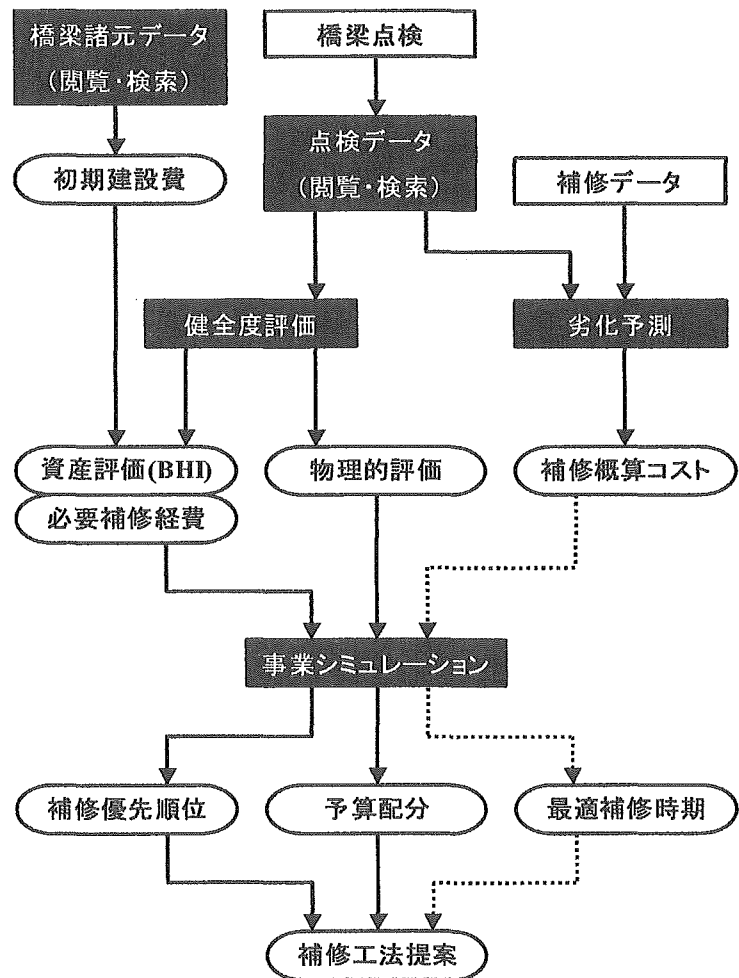 橋梁諸元データ
(閲覧・検索)
橋梁点検
点検データ
(閲覧・検索)
初期建設費
補修データ
健全度評価
劣化予測
資産評価(BHI)
物理的評価
補修概算コスト
必要補修経費
事業シミュレーション
補修優先順位
予算配分
最適補修時期
補修工法提案